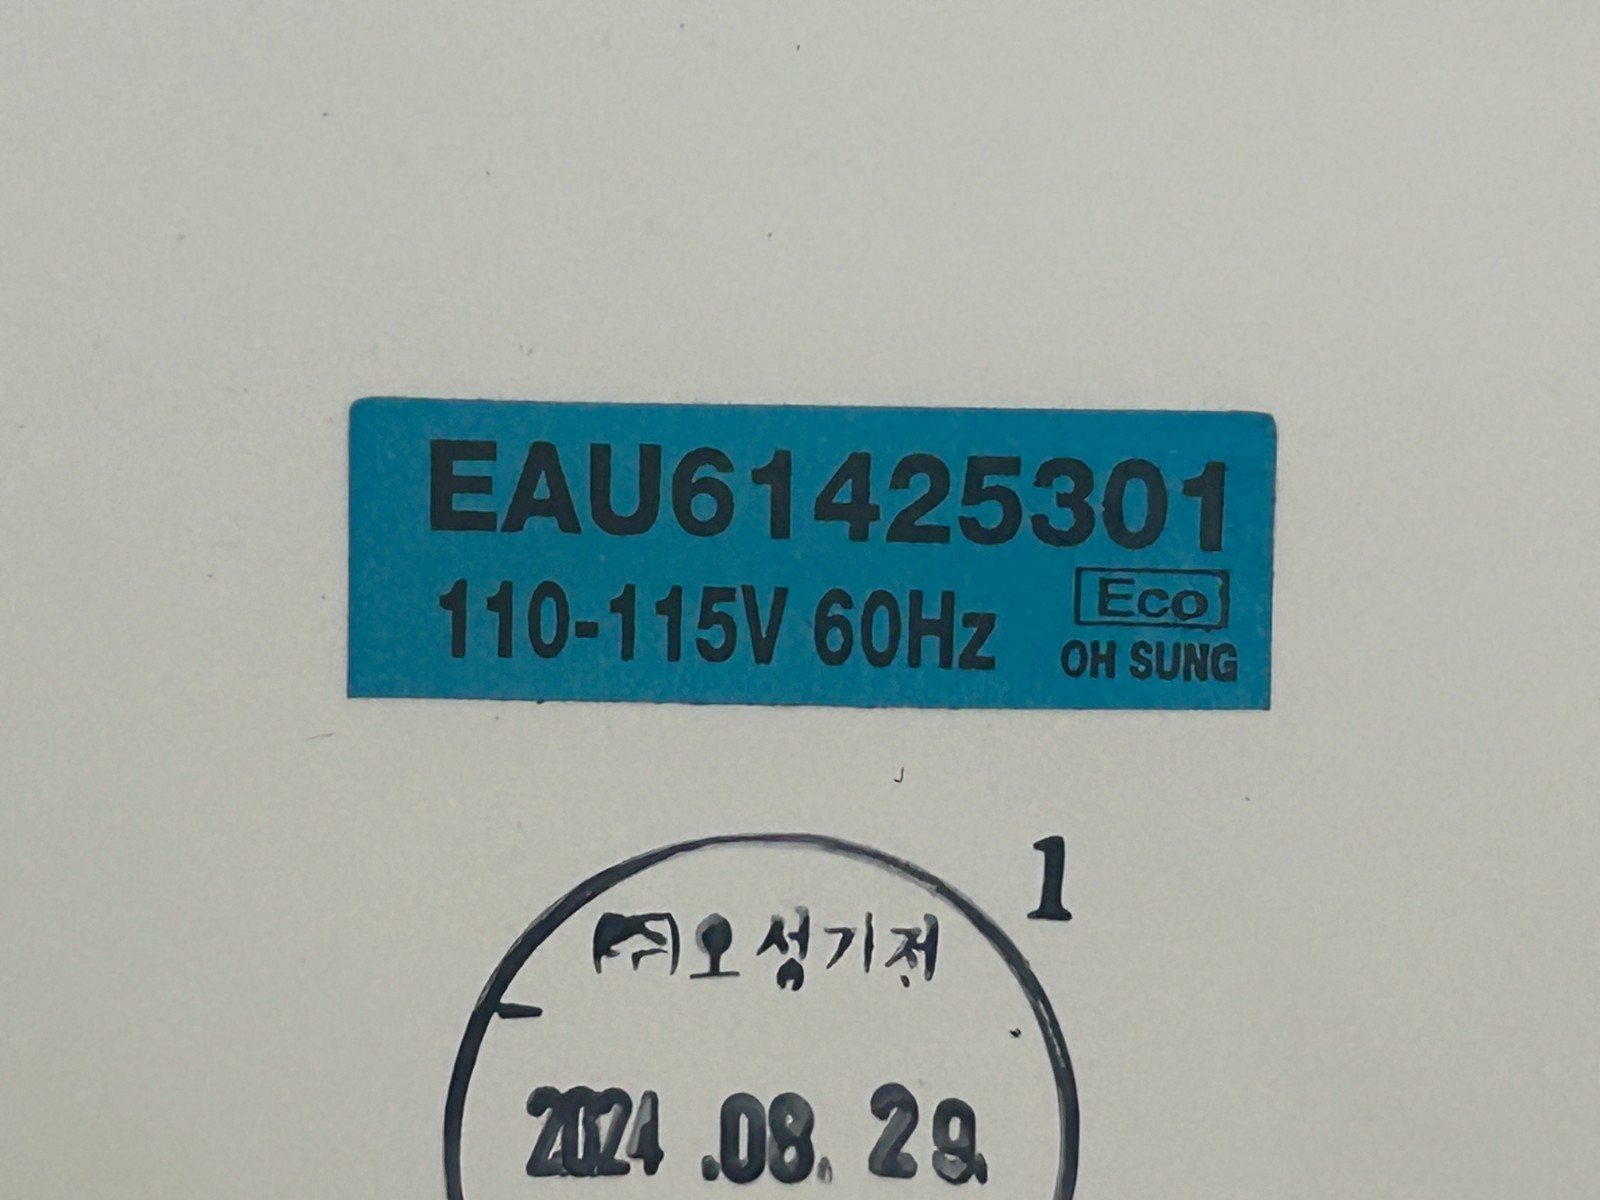 EAU61425301
110-115V 60Hz
Eco
OH SUNG
1
(주)오성기전
2024.08.29.